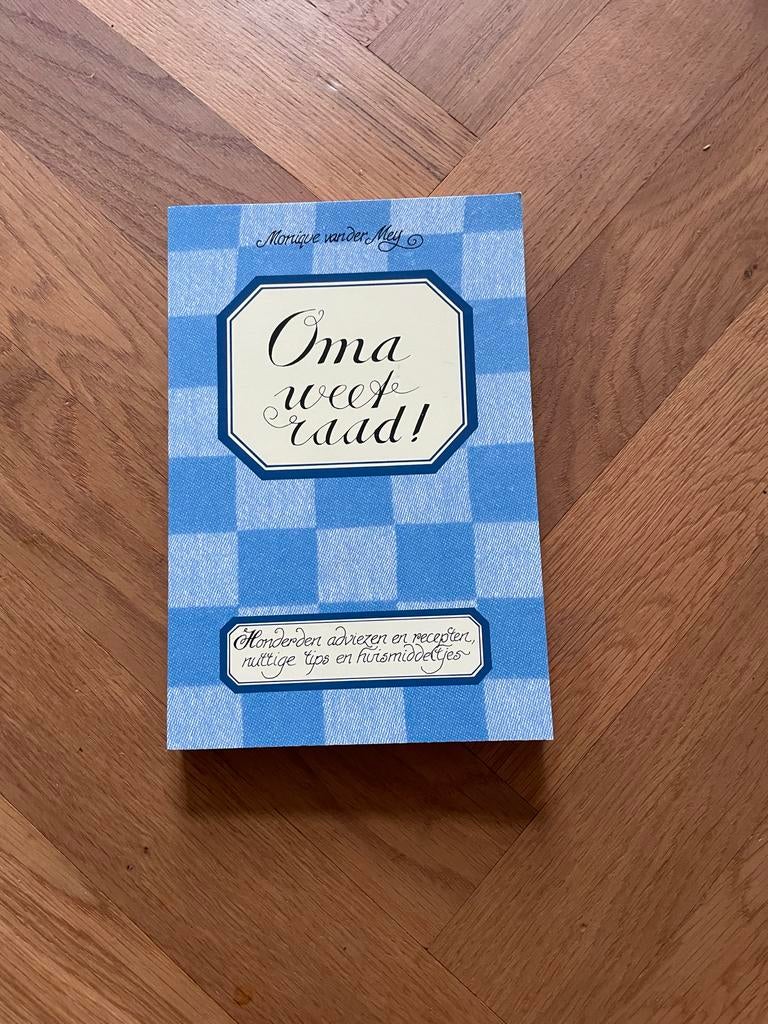 Monique van der Mey
Oma
weet
raad!
Honderden adviezen en recepten,
nuttige tips en huismiddeltjes